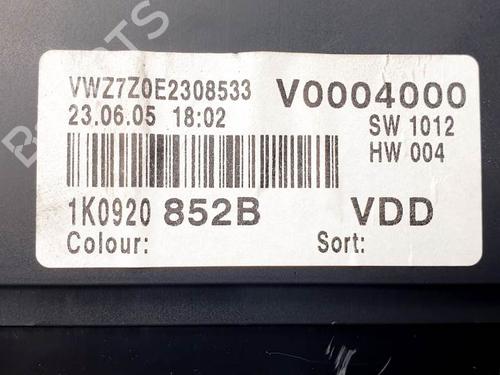 VWZ7Z0E2308533 V0004000
23.06.05 18:02 SW 1012
HW 004
1K0920 852B VDD
Colour: Sort: